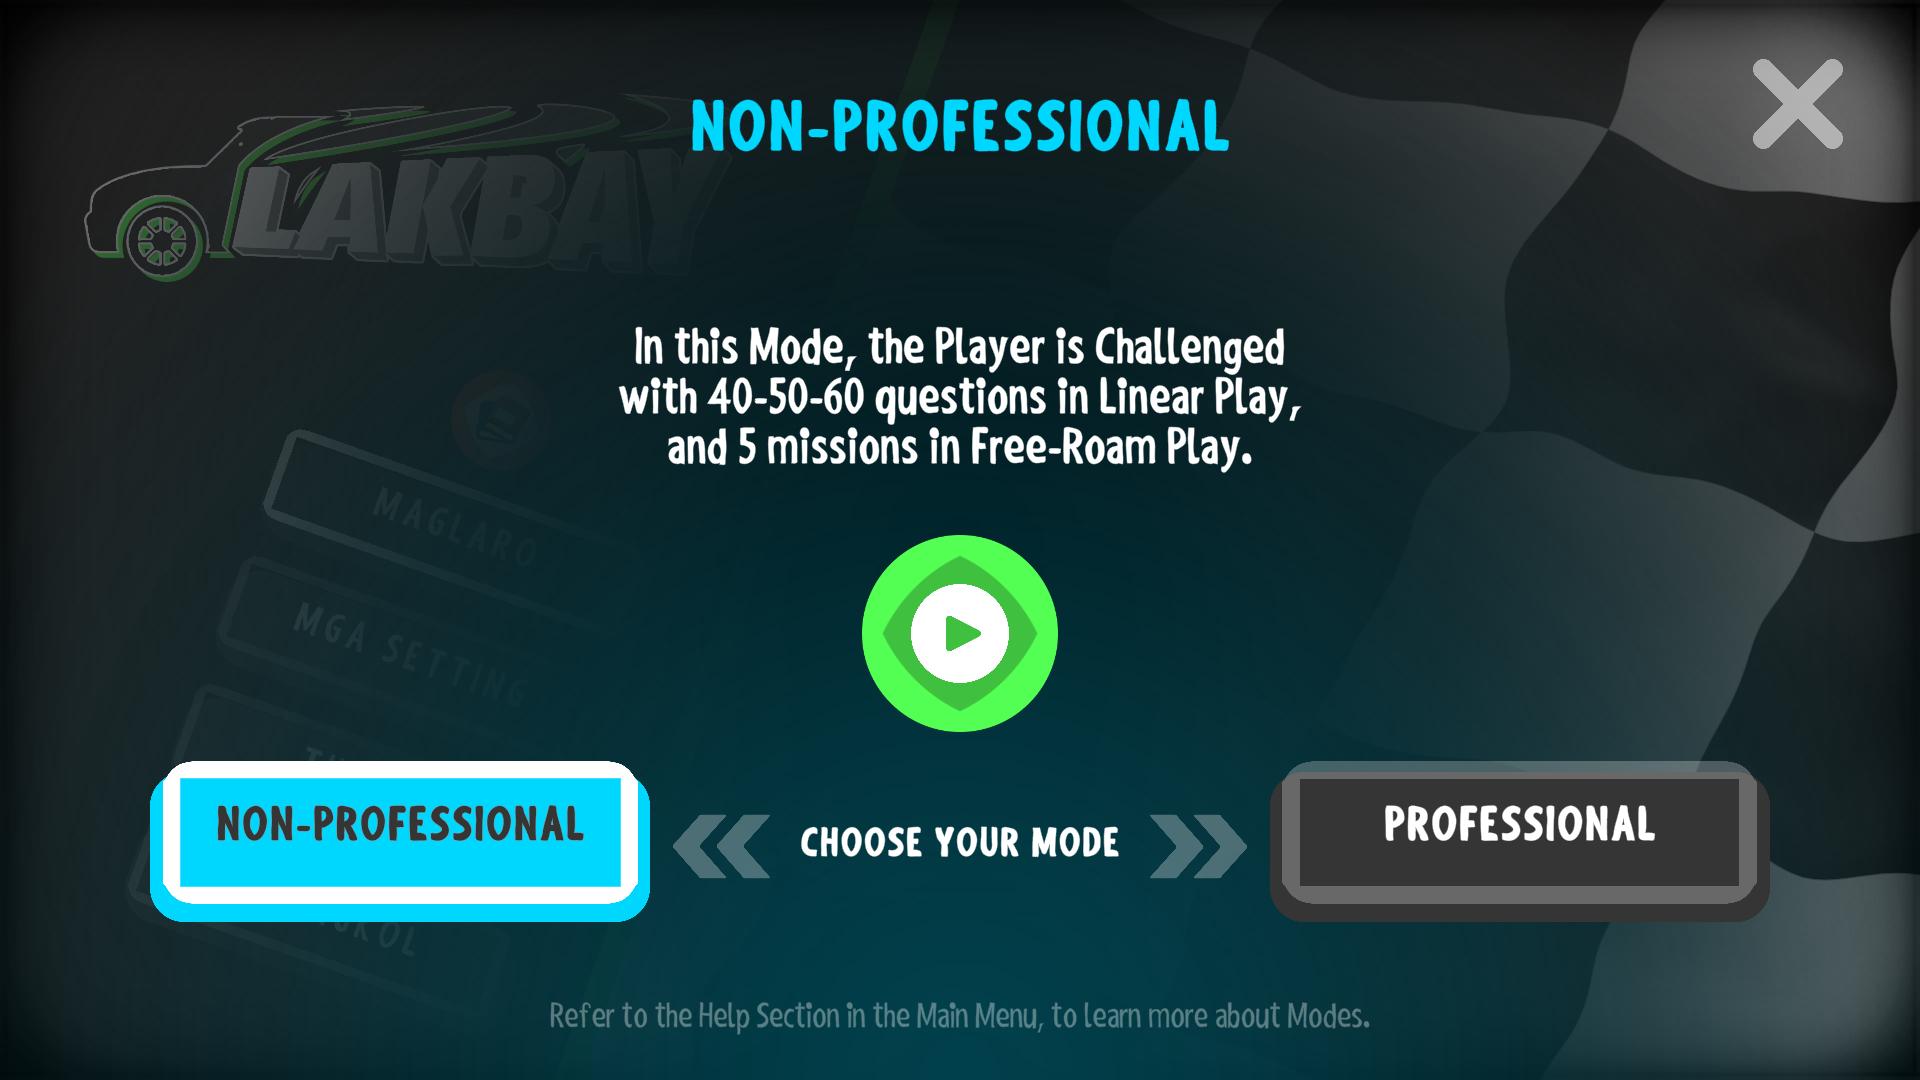 NON-PROFESSIONAL
LAKBAY
In this Mode, the Player is Challenged
with 40-50-60 questions in Linear Play,
and 5 missions in Free-Roam Play.
MAGLARO
MGA SETTING
NON-PROFESSIONAL
CHOOSE YOUR MODE
PROFESSIONAL
Refer to the Help Section in the Main Menu, to learn more about Modes.